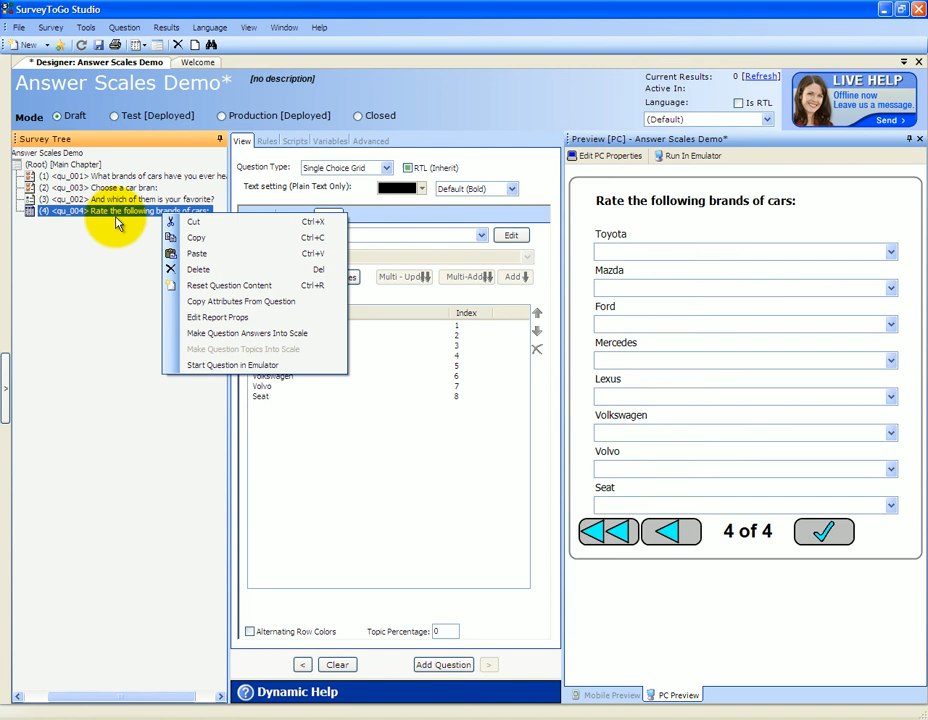 SurveyToGo Studio
File Survey Tools Question Results Language View Window Help
New
* Designer: Answer Scales Demo* Welcome
Answer Scales Demo* [no description]
Current Results: 0 [Refresh]
Active In:
Language: Is RTL
(Default)
LIVE HELP
Offline now
Leave us a message.
Send >
Mode Draft Test [Deployed] Production [Deployed] Closed
Survey Tree
Answer Scales Demo
(Root) [Main Chapter]
(1) <qu_001> What brands of cars have you ever he
(2) <qu_003> Choose a car bran:
(3) <qu_002> And which of them is your favorite?
(4) <qu_004> Rate the following brands of cars:
Cut Ctrl+X
Copy Ctrl+C
Paste Ctrl+V
Delete Del
Reset Question Content Ctrl+R
Copy Attributes From Question
Edit Report Props
Make Question Answers Into Scale
Make Question Topics Into Scale
Start Question in Emulator
View Rules Scripts Variables Advanced
Question Type: Single Choice Grid RTL (Inherit)
Text setting (Plain Text Only): Default (Bold)
Edit
es Multi - Upd Multi-Add Add
Index
1
2
3
4
5
Volkswagen 6
Volvo 7
Seat 8
Alternating Row Colors Topic Percentage: 0
< Clear Add Question >
Dynamic Help
Preview [PC] - Answer Scales Demo*
Edit PC Properties Run In Emulator
Rate the following brands of cars:
Toyota
Mazda
Ford
Mercedes
Lexus
Volkswagen
Volvo
Seat
4 of 4
Mobile Preview PC Preview